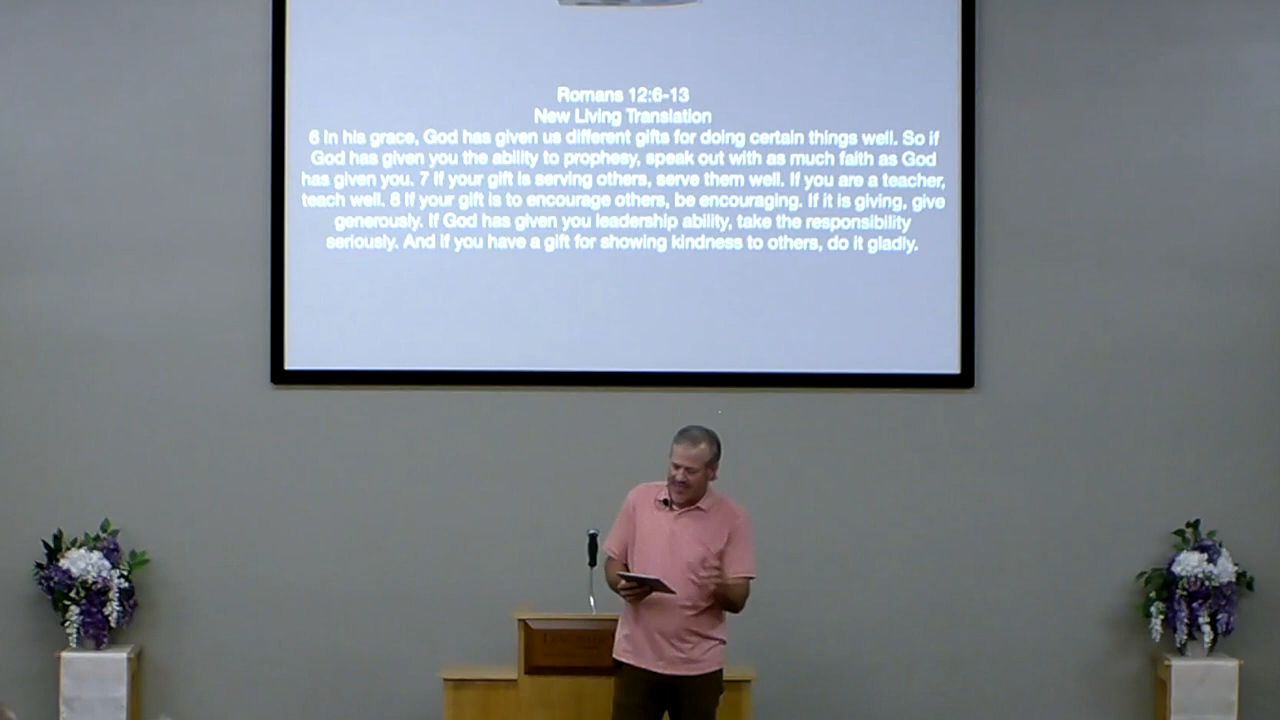 Romans 12:6-13
New Living Translation
6 In his grace, God has given us different gifts for doing certain things well. So if
God has given you the ability to prophesy, speak out with as much faith as God
has given you. 7 If your gift is serving others, serve them well. If you are a teacher,
teach well. 8 If your gift is to encourage others, be encouraging. If it is giving, give
generously. If God has given you leadership ability, take the responsibility
seriously. And if you have a gift for showing kindness to others, do it gladly.